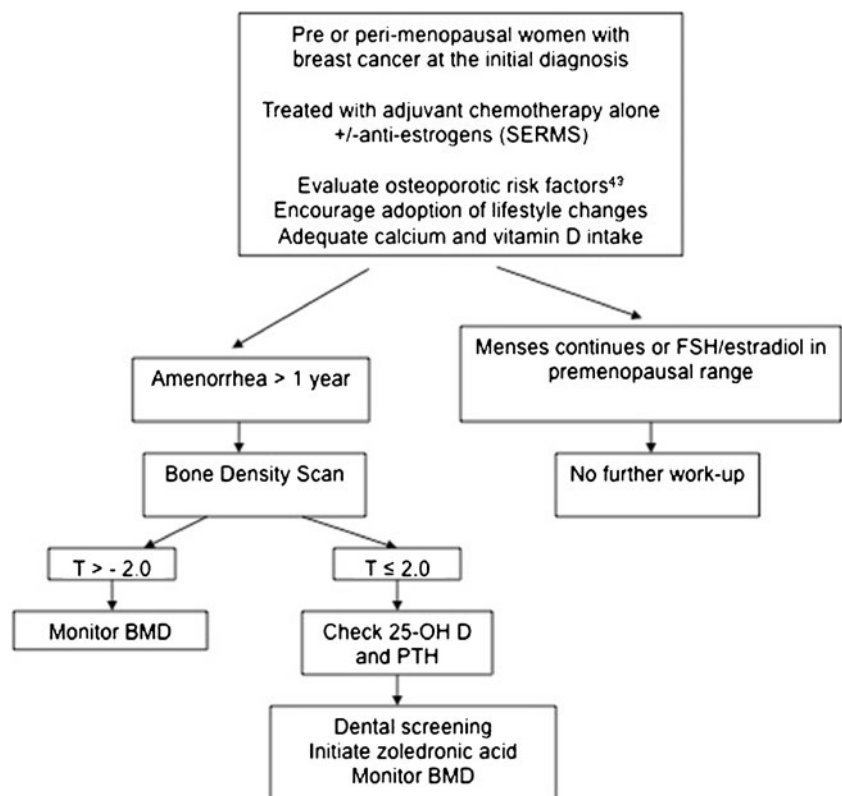 Pre or peri-menopausal women with
breast cancer at the initial diagnosis
Treated with adjuvant chemotherapy alone
+/-anti-estrogens (SERMS)
Evaluate osteoporotic risk factors⁴³
Encourage adoption of lifestyle changes
Adequate calcium and vitamin D intake
Amenorrhea > 1 year
Menses continues or FSH/estradiol in
premenopausal range
Bone Density Scan
No further work-up
T > - 2.0
T ≤ 2.0
Monitor BMD
Check 25-OH D
and PTH
Dental screening
Initiate zoledronic acid
Monitor BMD